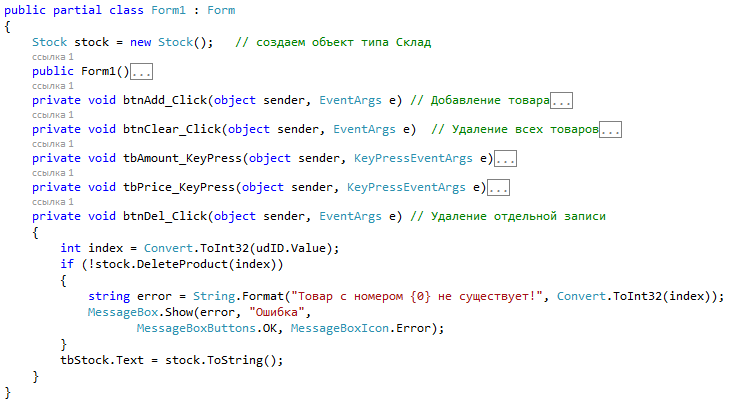 public partial class Form1 : Form
{
Stock stock = new Stock();   // создаем объект типа Склад
ссылка 1
public Form1()...
ссылка 1
private void btnAdd_Click(object sender, EventArgs e) // Добавление товара...
ссылка 1
private void btnClear_Click(object sender, EventArgs e)  // Удаление всех товаров...
ссылка 1
private void tbAmount_KeyPress(object sender, KeyPressEventArgs e)...
ссылка 1
private void tbPrice_KeyPress(object sender, KeyPressEventArgs e)...
ссылка 1
private void btnDel_Click(object sender, EventArgs e) // Удаление отдельной записи
{
int index = Convert.ToInt32(udID.Value);
if (!stock.DeleteProduct(index))
{
string error = String.Format("Товар с номером {0} не существует!", Convert.ToInt32(index));
MessageBox.Show(error, "Ошибка",
MessageBoxButtons.OK, MessageBoxIcon.Error);
}
tbStock.Text = stock.ToString();
}
}